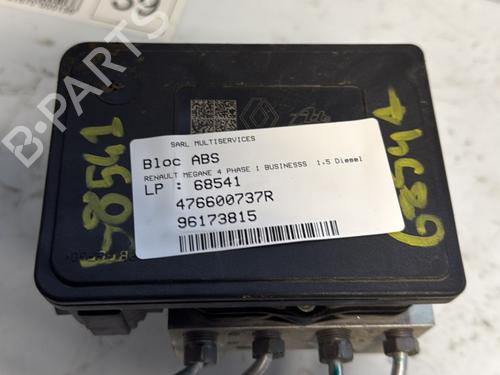 39
B-PARTS
SARL MULTISERVICES
Bloc ABS
RENAULT MEGANE 4 PHASE 1 BUSINESSS 1.5 Diesel
LP : 68541
476600737R
96173815
68541